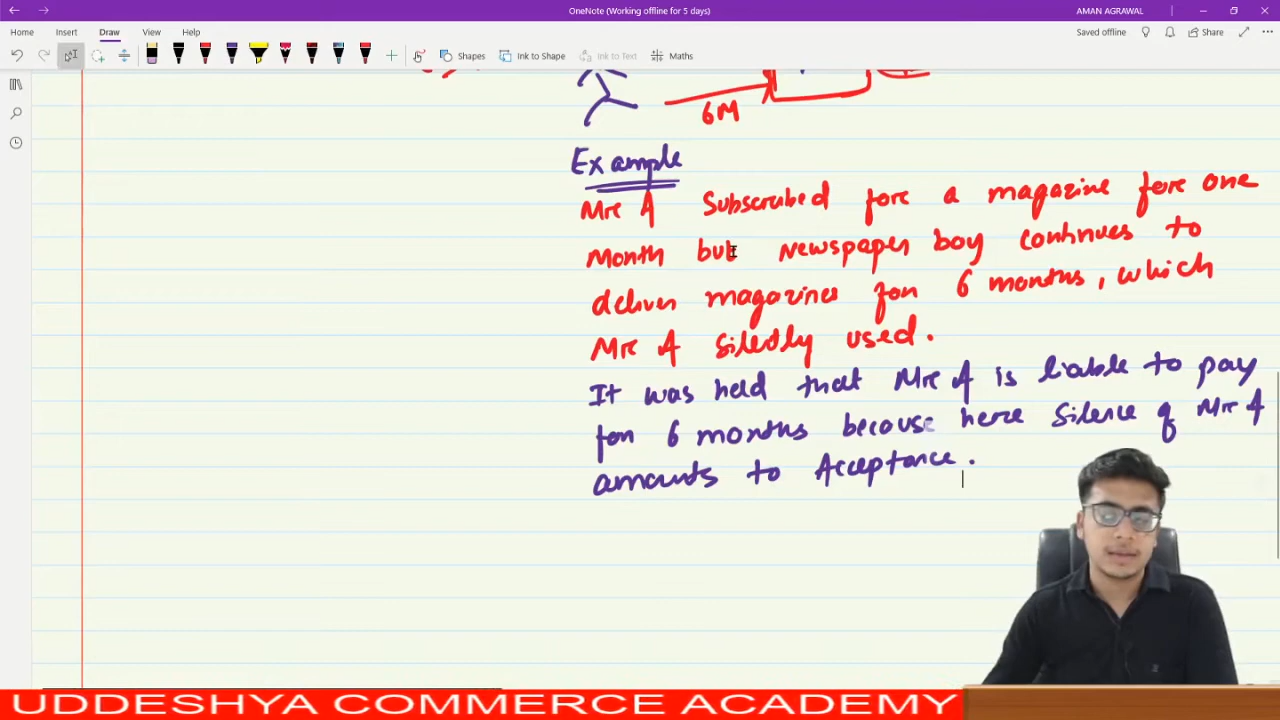 OneNote (Working offline for 5 days)
AMAN AGRAWAL
Home Insert Draw View Help
Saved offline Share
Shapes Ink to Shape Ink to Text Maths
6M
Example
Mr A Subscribed for a magazine for one
Month but newspaper boy continues to
deliver magazines for 6 months, which
Mr A Siletly used.
It was held that Mr A is liable to pay
for 6 months because here Silence of Mr A
amounts to Acceptance.
UDDESHYA COMMERCE ACADEMY